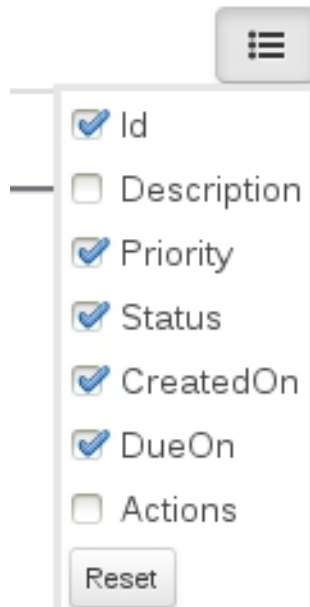 Id
Description
Priority
Status
CreatedOn
DueOn
Actions
Reset